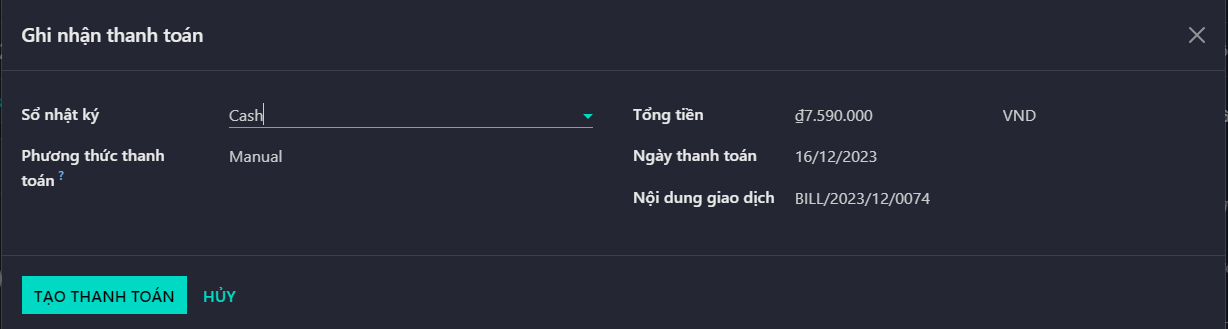 Ghi nhận thanh toán
Sổ nhật ký
Cash
Tổng tiền
₫7.590.000
VND
Phương thức thanh
toán ?
Manual
Ngày thanh toán
16/12/2023
Nội dung giao dịch
BILL/2023/12/0074
TẠO THANH TOÁN
HỦY